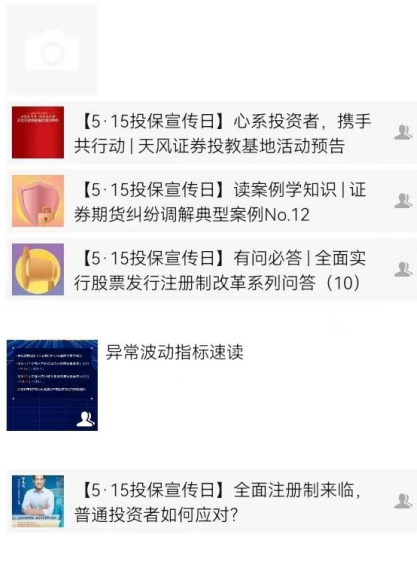 【5·15投保宣传日】心系投资者，携手
共行动 | 天风证券投教基地活动预告
【5·15投保宣传日】读案例学知识 | 证
券期货纠纷调解典型案例No.12
【5·15投保宣传日】有问必答 | 全面实
行股票发行注册制改革系列问答（10）
异常波动指标速读
【5·15投保宣传日】全面注册制来临，
普通投资者如何应对？